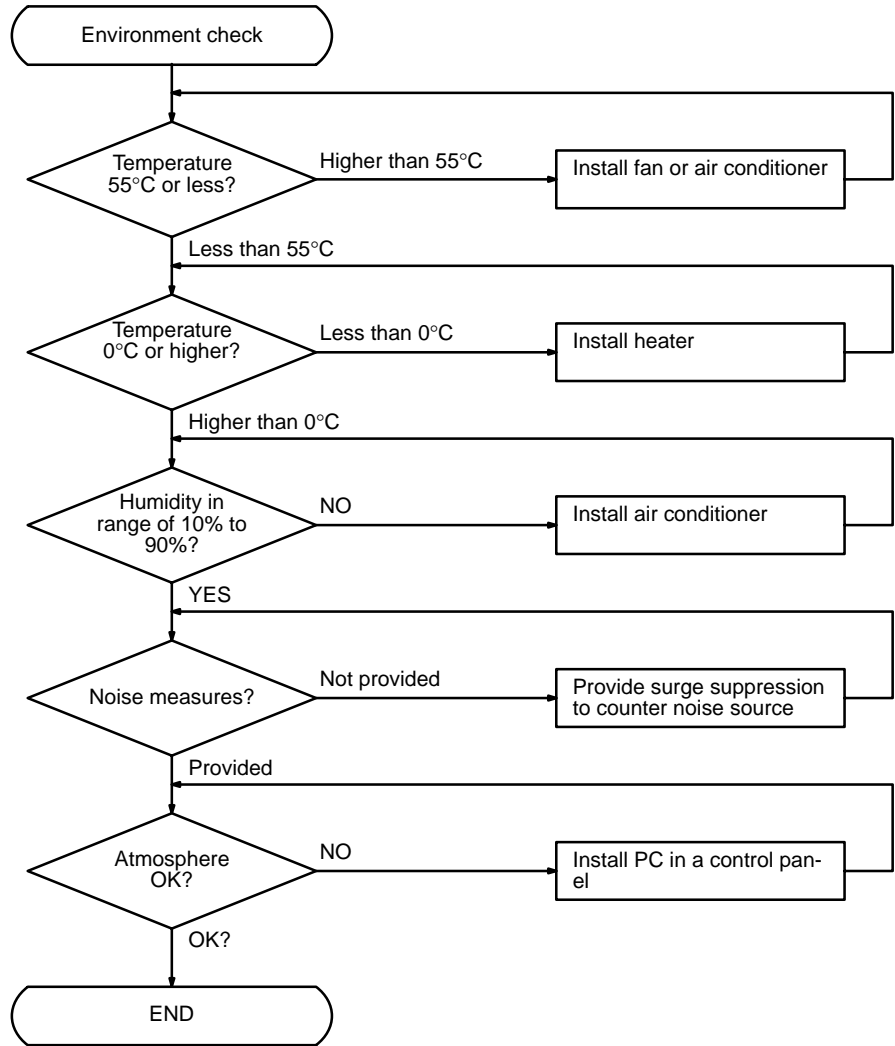 Environment check
Temperature
55°C or less?
Higher than 55°C
Install fan or air conditioner
Less than 55°C
Temperature
0°C or higher?
Less than 0°C
Install heater
Higher than 0°C
Humidity in
range of 10% to
90%?
NO
Install air conditioner
YES
Noise measures?
Not provided
Provide surge suppression
to counter noise source
Provided
Atmosphere
OK?
NO
Install PC in a control pan-
el
OK?
END